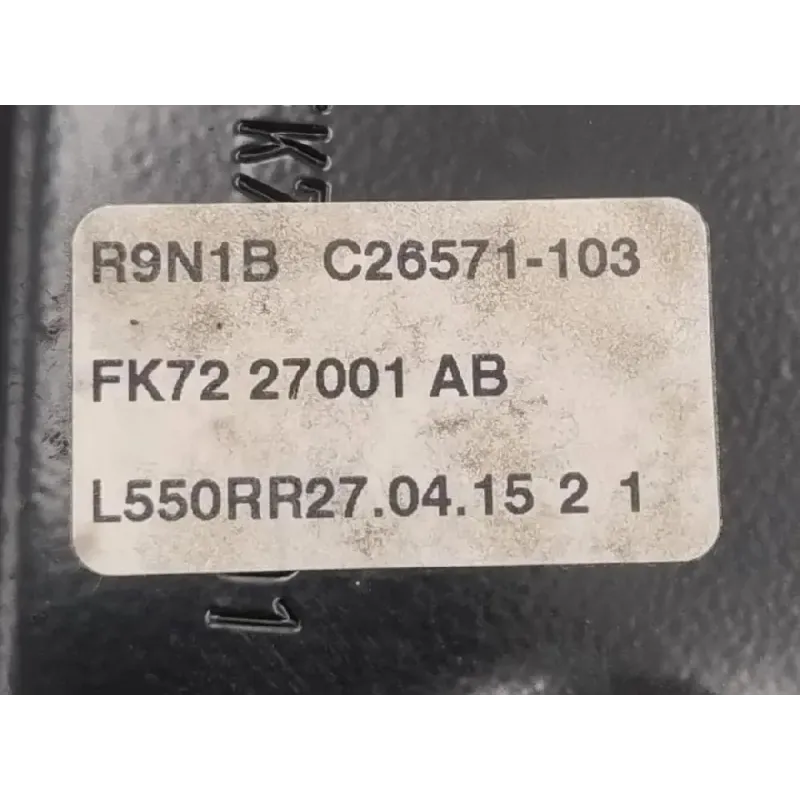 R9N1B C26571-103
FK72 27001 AB
L550RR27.04.15 2 1